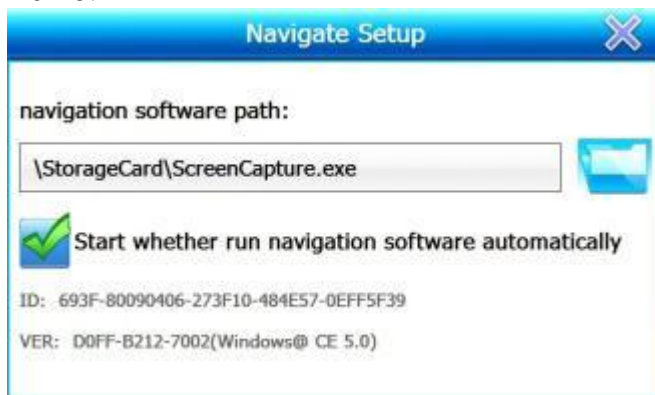 Navigate Setup
navigation software path:
\StorageCard\ScreenCapture.exe
Start whether run navigation software automatically
ID: 693F-80090406-273F10-484E57-0EFF5F39
VER: D0FF-B212-7002(Windows@ CE 5.0)